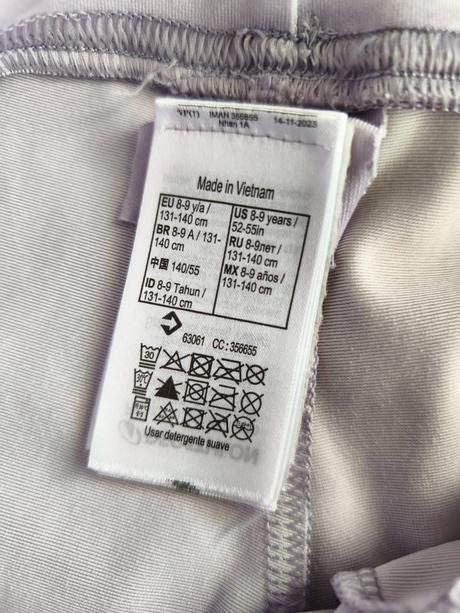 IMAN 356655
Nhan 1A
14-11-2023
Made in Vietnam
EU 8-9 y/a /
131-140 cm
BR 8-9 A / 131-
140 cm
中国 140/55
ID 8-9 Tahun /
131-140 cm
US 8-9 years /
52-55in
RU 8-9лет /
131-140 cm
MX 8-9 años /
131-140 cm
63061 CC: 356655
30
Usar detergente suave